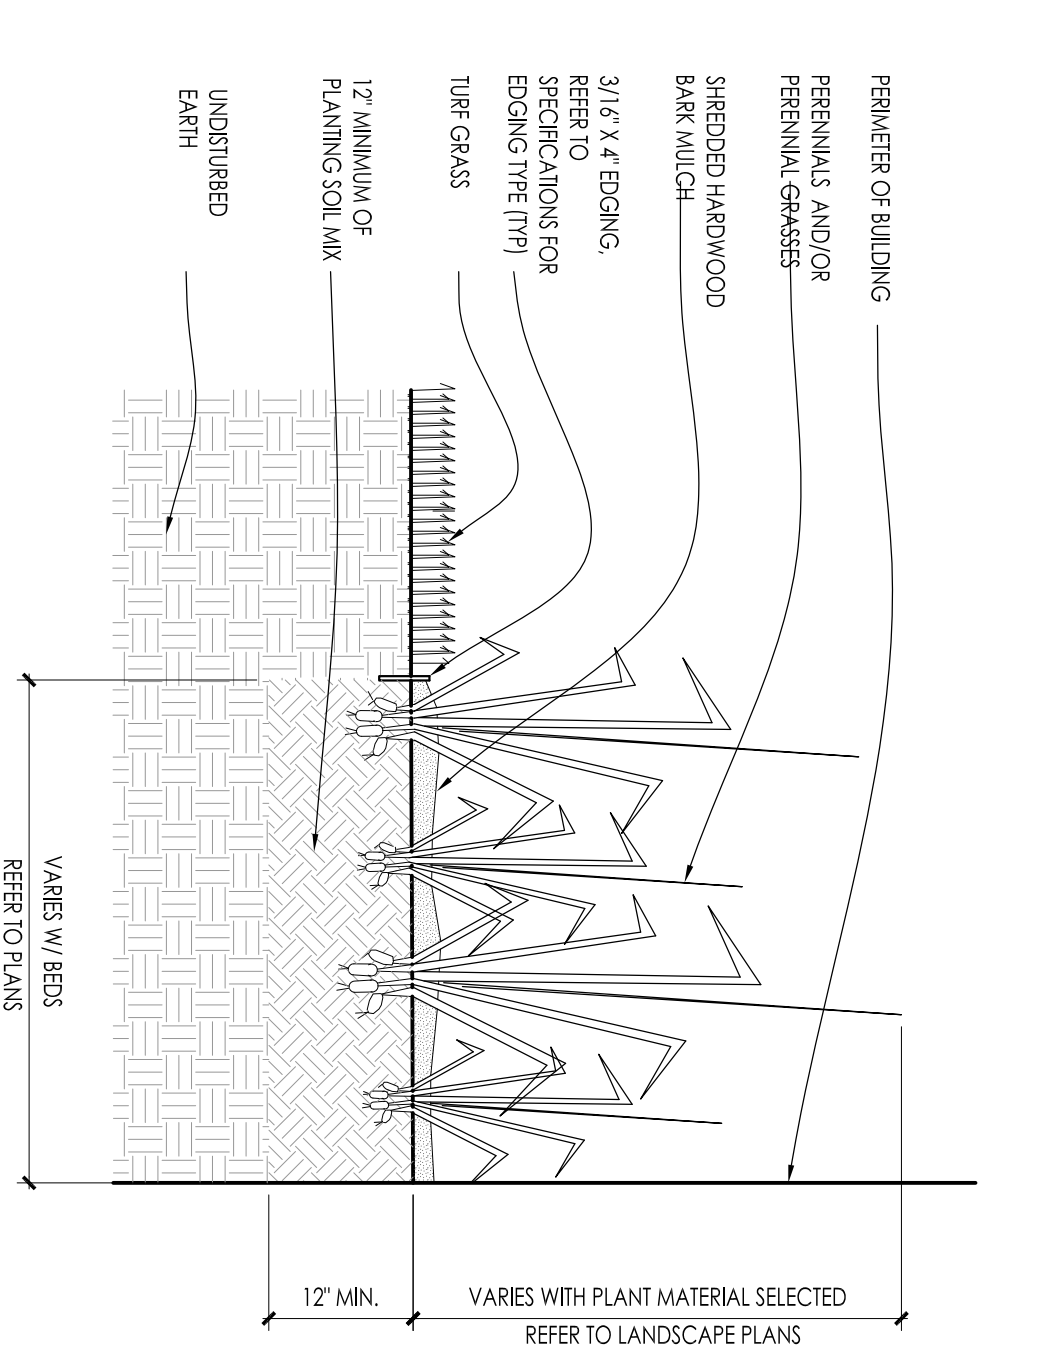 PERIMETER OF BUILDING
PERENNIALS AND/OR
PERENNIAL GRASSES
SHREDDED HARDWOOD
BARK MULCH
3/16" X 4" EDGING,
REFER TO
SPECIFICATIONS FOR
EDGING TYPE (TYP)
TURF GRASS
12" MINIMUM OF
PLANTING SOIL MIX
UNDISTURBED
EARTH
VARIES W/ BEDS
REFER TO PLANS
12" MIN.
VARIES WITH PLANT MATERIAL SELECTED
REFER TO LANDSCAPE PLANS